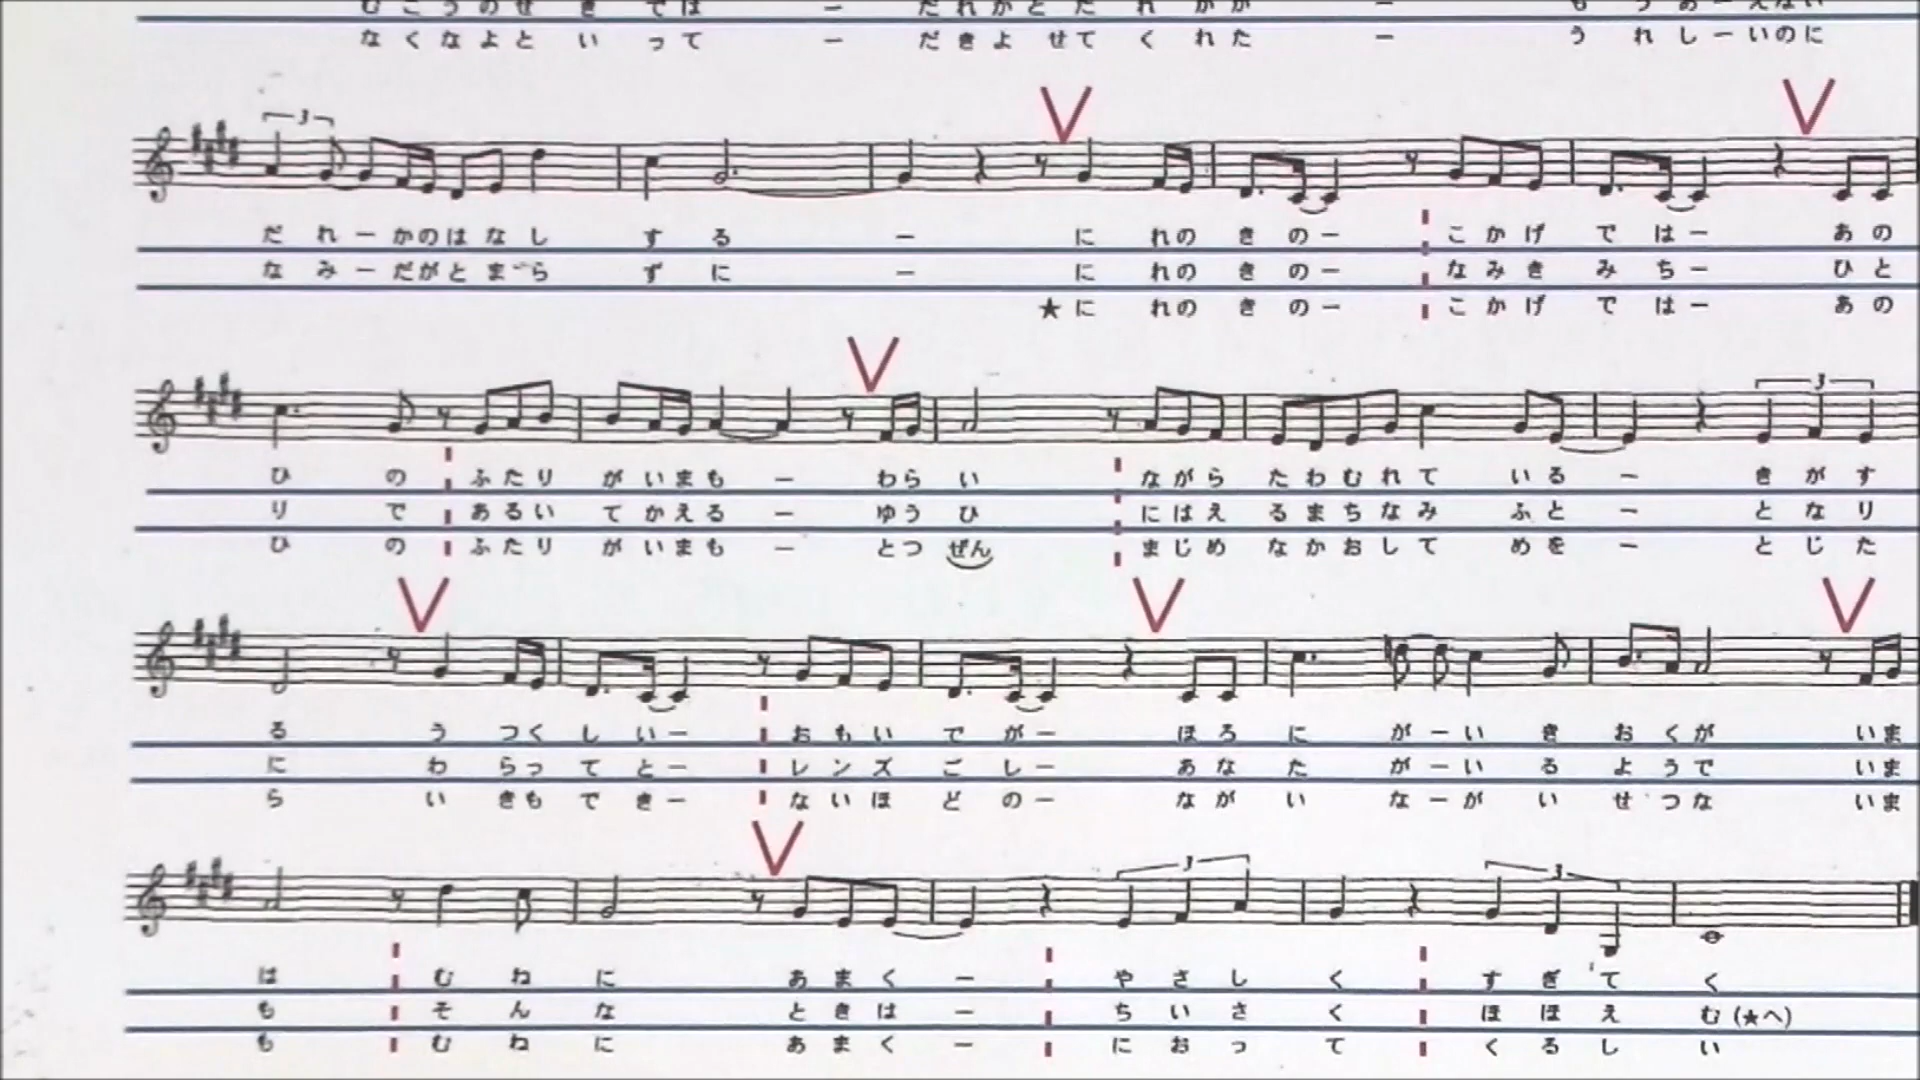 むこうのせきでは ー だれかとだれかが ー もうおーえない
なくなよといって ー だきよせてくれた ー うれしーいのに
3
だれーかのはなしする ー にれのきのー こかげではー あの
なみーだがとまらずに ー にれのきのー なみきみちー ひと
★にれのきのー こかげではー あの
3
ひの ふたりがいまも ー わらい ながらたわむれている ー きがす
りで あるいてかえる ー ゆうひ にはえるまちなみふと ー となり
ひの ふたりがいまも ー とつぜん まじめなかおしてめを ー とじた
る うつくしいー おもいでがー ほろにがーいきおくが いま
に わらってとー レンズごしー あなたがーいるようで いま
ら いきもできー ないほどのー ながいなーがいせつな いま
3 3
は むねに あまく ー やさしく すぎてく
も そんな ときは ー ちいさく ほほえむ(★へ)
も むねに あまく ー におって くるしい